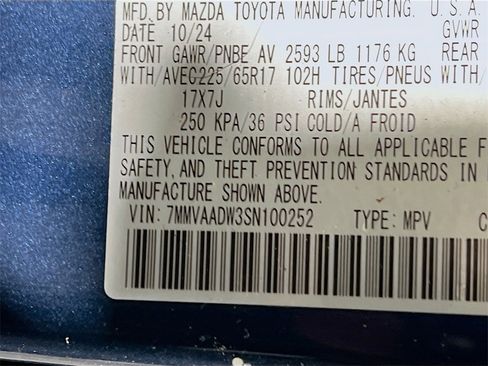 MFD. BY MAZDA TOYOTA MANUFACTURING, U.S.A.
DATE 10/24 GVWR
FRONT GAWR/PNBE AV 2593 LB 1176 KG REAR
WITH/AVEC225/65R17 102H TIRES/PNEUS WITH/
17X7J RIMS/JANTES
250 KPA/36 PSI COLD/A FROID
THIS VEHICLE CONFORMS TO ALL APPLICABLE F
SAFETY, AND THEFT PREVENTION STANDARDS IN
MANUFACTURE SHOWN ABOVE.
VIN: 7MMVAADW3SN100252 TYPE: MPV C